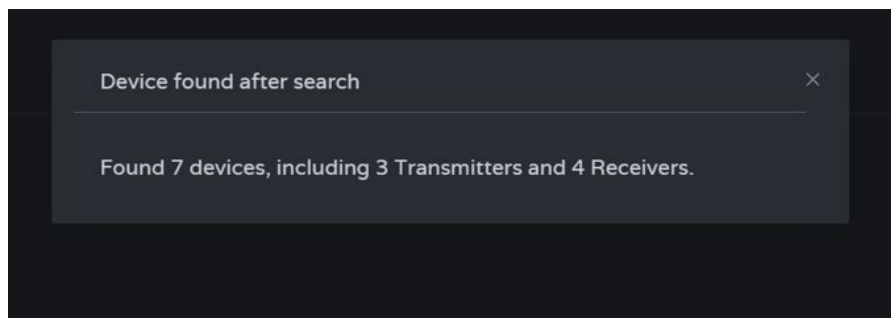 Device found after search
Found 7 devices, including 3 Transmitters and 4 Receivers.